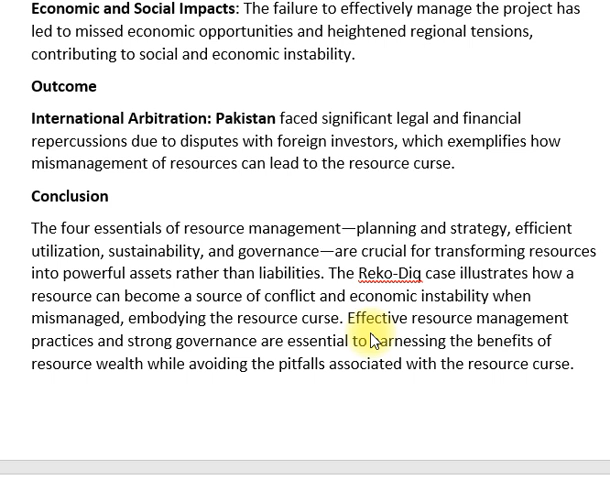 Economic and Social Impacts: The failure to effectively manage the project has
led to missed economic opportunities and heightened regional tensions,
contributing to social and economic instability.
Outcome
International Arbitration: Pakistan faced significant legal and financial
repercussions due to disputes with foreign investors, which exemplifies how
mismanagement of resources can lead to the resource curse.
Conclusion
The four essentials of resource management—planning and strategy, efficient
utilization, sustainability, and governance—are crucial for transforming resources
into powerful assets rather than liabilities. The Reko-Diq case illustrates how a
resource can become a source of conflict and economic instability when
mismanaged, embodying the resource curse. Effective resource management
practices and strong governance are essential to harnessing the benefits of
resource wealth while avoiding the pitfalls associated with the resource curse.